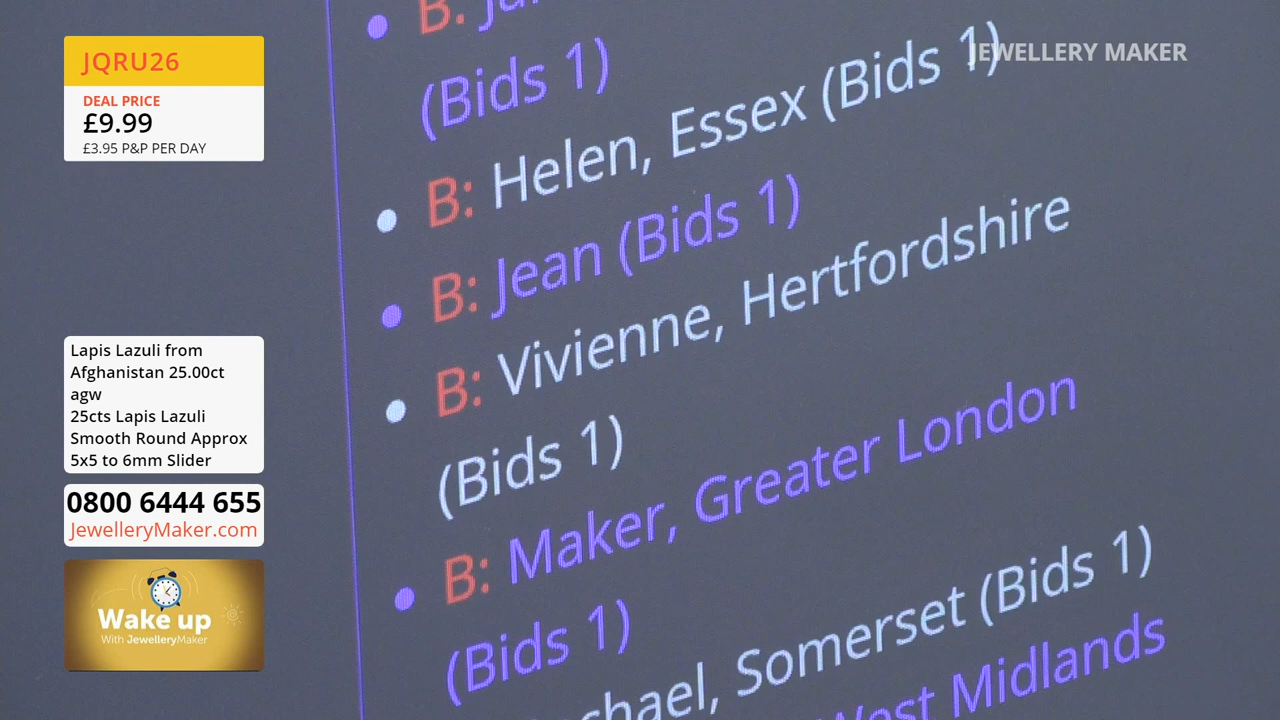 JQRU26
DEAL PRICE
£9.99
£3.95 P&P PER DAY
Lapis Lazuli from
Afghanistan 25.00ct
agw
25cts Lapis Lazuli
Smooth Round Approx
5x5 to 6mm Slider
0800 6444 655
JewelleryMaker.com
Wake up
With JewelleryMaker
JEWELLERY MAKER
B:
(Bids 1)
B: Helen, Essex (Bids 1)
B: Jean (Bids 1)
B: Vivienne, Hertfordshire
(Bids 1)
B: Maker, Greater London
(Bids 1)
Somerset (Bids 1)
West Midlands